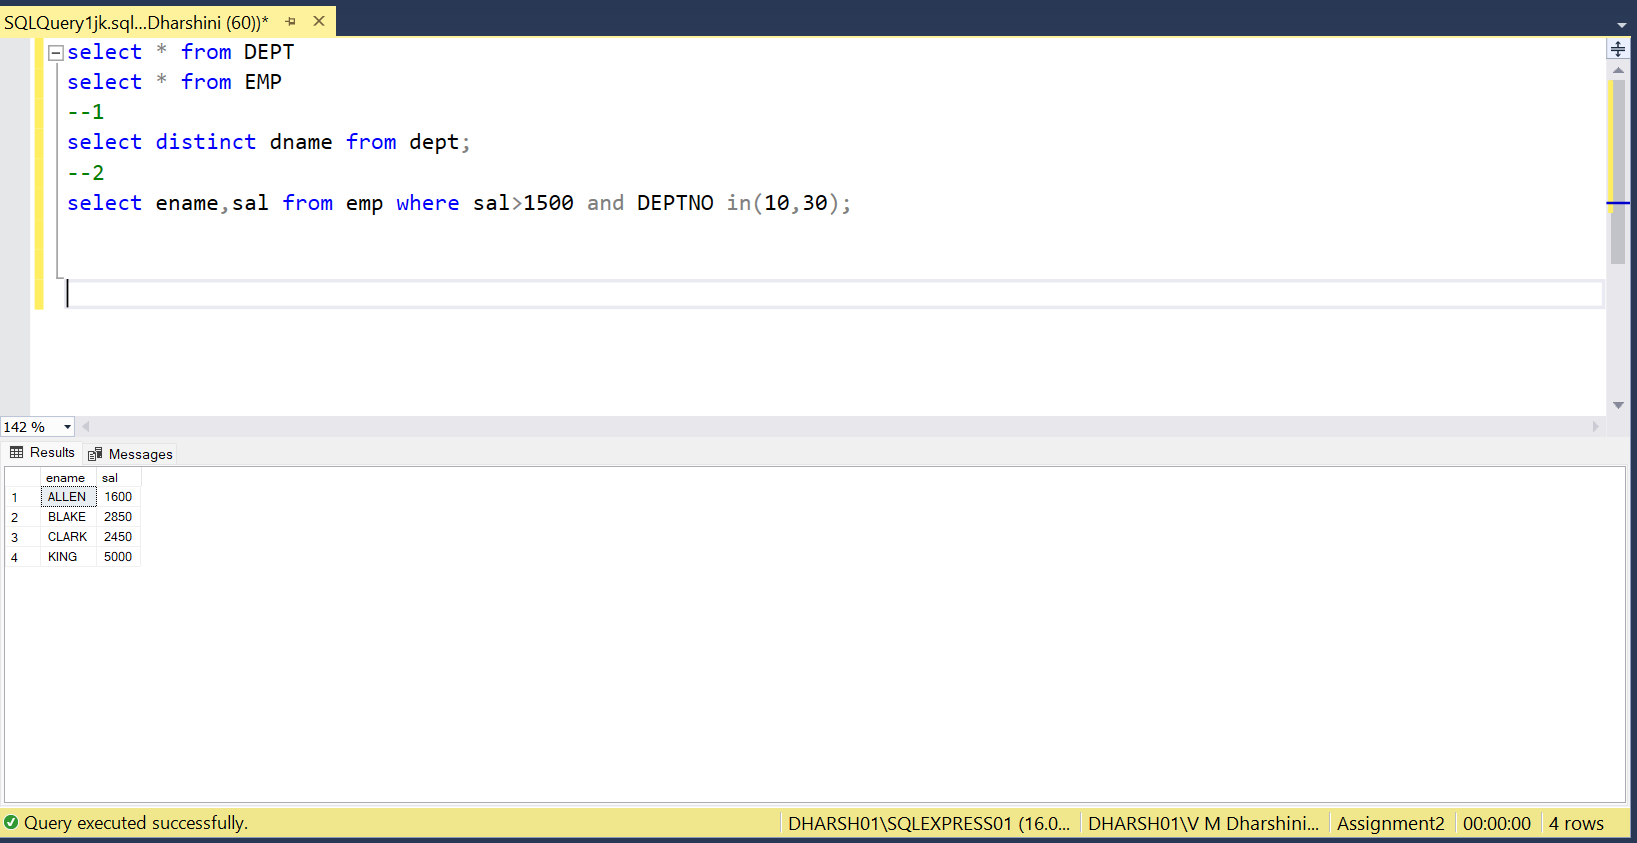 SQLQuery1jk.sql...Dharshini (60))*
select * from DEPT
select * from EMP
--1
select distinct dname from dept;
--2
select ename,sal from emp where sal>1500 and DEPTNO in(10,30);
142 %
Results Messages
ename sal
1 ALLEN 1600
2 BLAKE 2850
3 CLARK 2450
4 KING 5000
Query executed successfully. DHARSH01\SQLEXPRESS01 (16.0... DHARSH01\V M Dharshini... Assignment2 00:00:00 4 rows